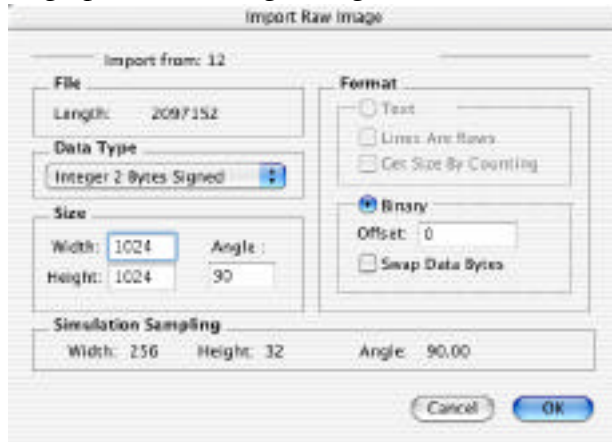 Import Raw Image
Import from: 12
File
Length: 2097152
Data Type
Integer 2 Bytes Signed
Size
Width: 1024 Angle:
Height: 1024 90
Format
Text
Lines Are Rows
Get Size By Counting
Binary
Offset: 0
Swap Data Bytes
Simulation Sampling
Width: 256 Height: 32 Angle: 90.00
Cancel OK